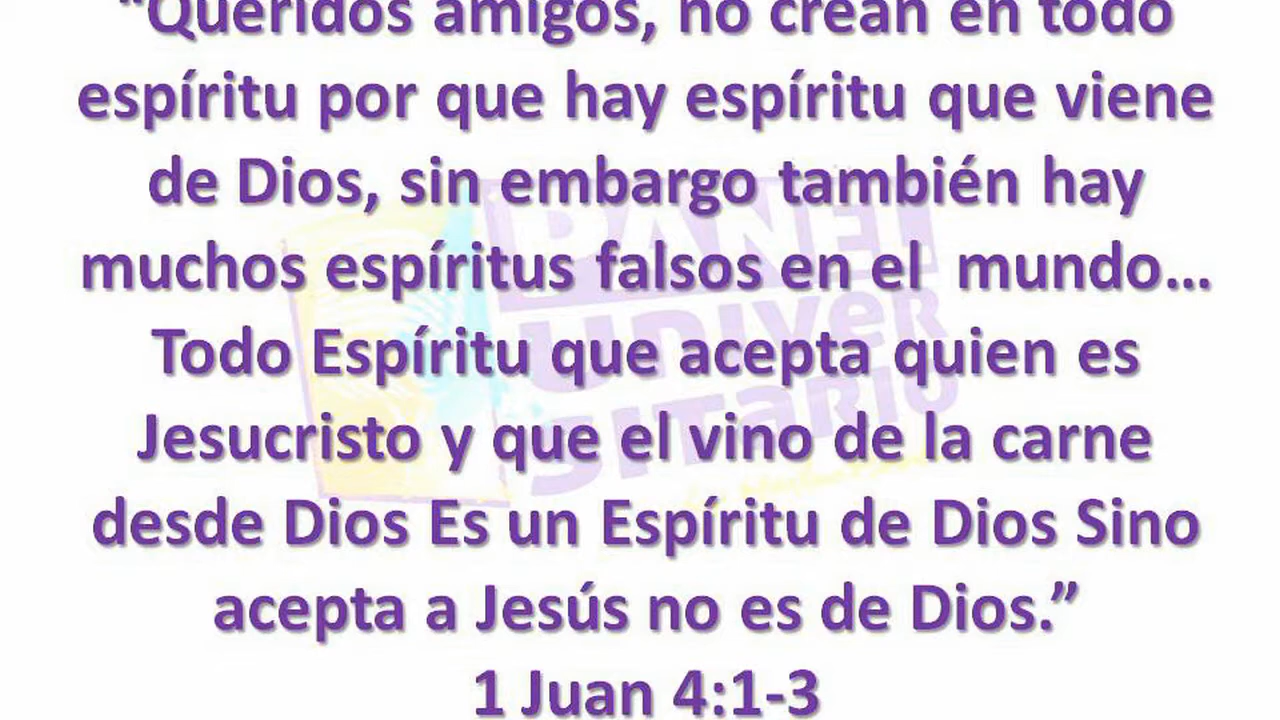 “Queridos amigos, no crean en todo
espíritu por que hay espíritu que viene
de Dios, sin embargo también hay
muchos espíritus falsos en el mundo...
Todo Espíritu que acepta quien es
Jesucristo y que el vino de la carne
desde Dios Es un Espíritu de Dios Sino
acepta a Jesús no es de Dios.”
1 Juan 4:1-3
PANEL
UNIVER
SITARIO